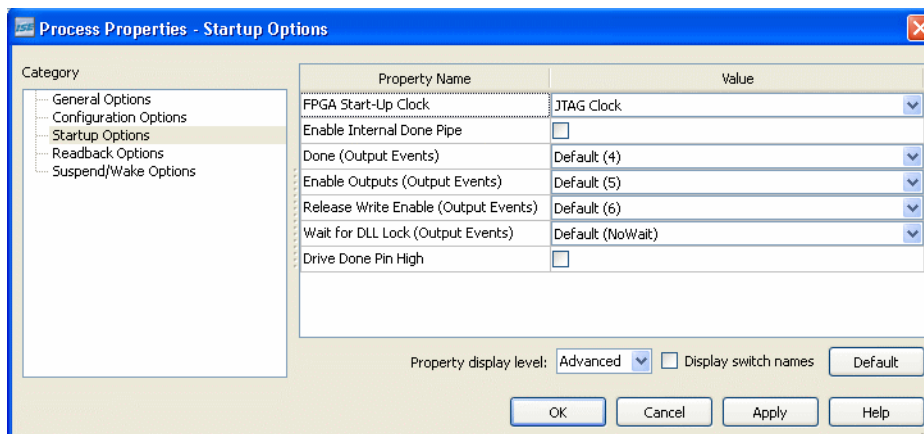 ISE Process Properties - Startup Options
Category
General Options
Configuration Options
Startup Options
Readback Options
Suspend/Wake Options
Property Name Value
FPGA Start-Up Clock JTAG Clock
Enable Internal Done Pipe
Done (Output Events) Default (4)
Enable Outputs (Output Events) Default (5)
Release Write Enable (Output Events) Default (6)
Wait for DLL Lock (Output Events) Default (NoWait)
Drive Done Pin High
Property display level: Advanced Display switch names Default
OK Cancel Apply Help